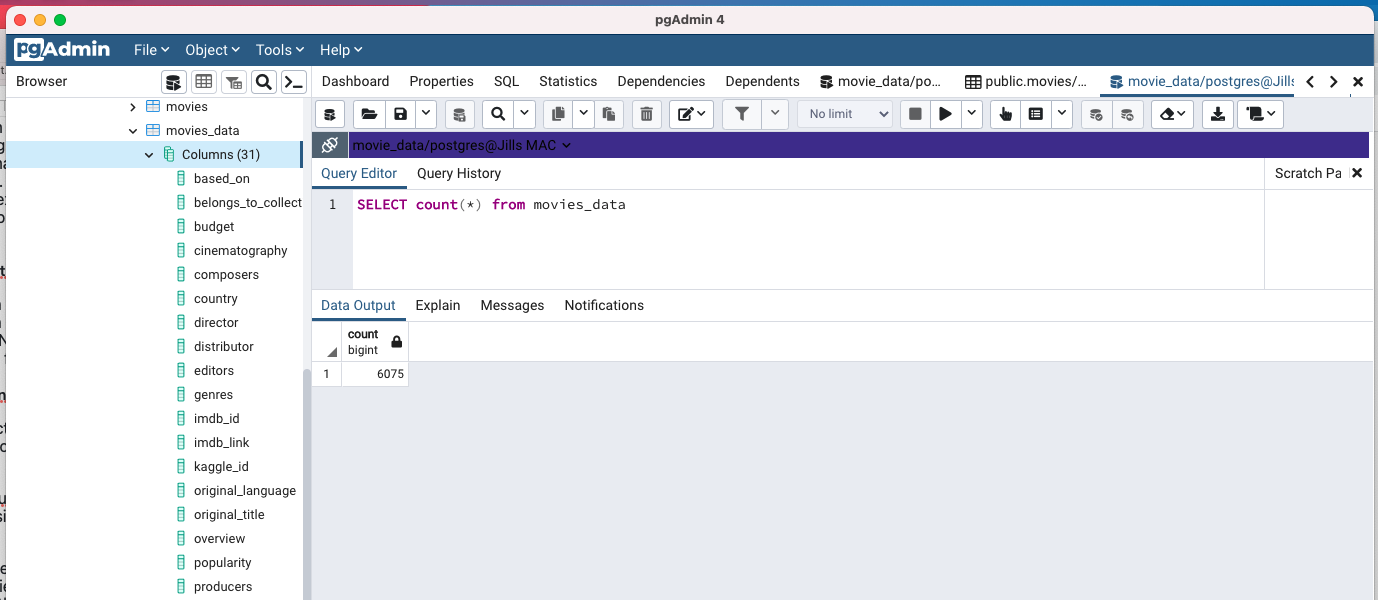 pgAdmin 4
pgAdmin File Object Tools Help
Browser
Dashboard Properties SQL Statistics Dependencies Dependents movie_data/po... public.movies/... movie_data/postgres@Jills
movies
movies_data
Columns (31)
based_on
belongs_to_collect
budget
cinematography
composers
country
director
distributor
editors
genres
imdb_id
imdb_link
kaggle_id
original_language
original_title
overview
popularity
producers
No limit
movie_data/postgres@Jills MAC
Query Editor Query History
Scratch Pa
1 SELECT count(*) from movies_data
Data Output Explain Messages Notifications
count
bigint
1 6075